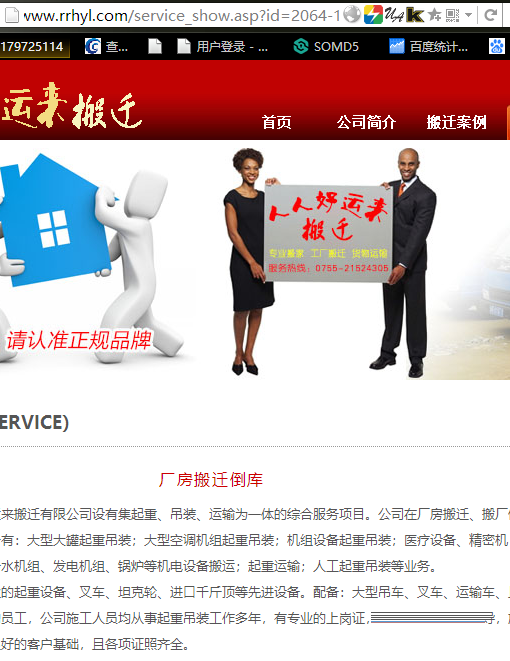 www.rrhyl.com/service_show.asp?id=2064-1
179725114 查... 用户登录 - ... SOMD5 百度统计...
运来搬迁
首页 公司简介 搬迁案例
人人好运来
搬迁
专业搬家 工厂搬迁 货物运输
服务热线：0755-21524305
请认准正规品牌
ERVICE)
厂房搬迁倒库
来搬迁有限公司设有集起重、吊装、运输为一体的综合服务项目。公司在厂房搬迁、搬厂
有：大型大罐起重吊装；大型空调机组起重吊装；机组设备起重吊装；医疗设备、精密机
水机组、发电机组、锅炉等机电设备搬运；起重运输；人工起重吊装等业务。
的起重设备、叉车、坦克轮、进口千斤顶等先进设备。配备：大型吊车、叉车、运输车、
员工，公司施工人员均从事起重吊装工作多年，有专业的上岗证，
好的客户基础，且各项证照齐全。